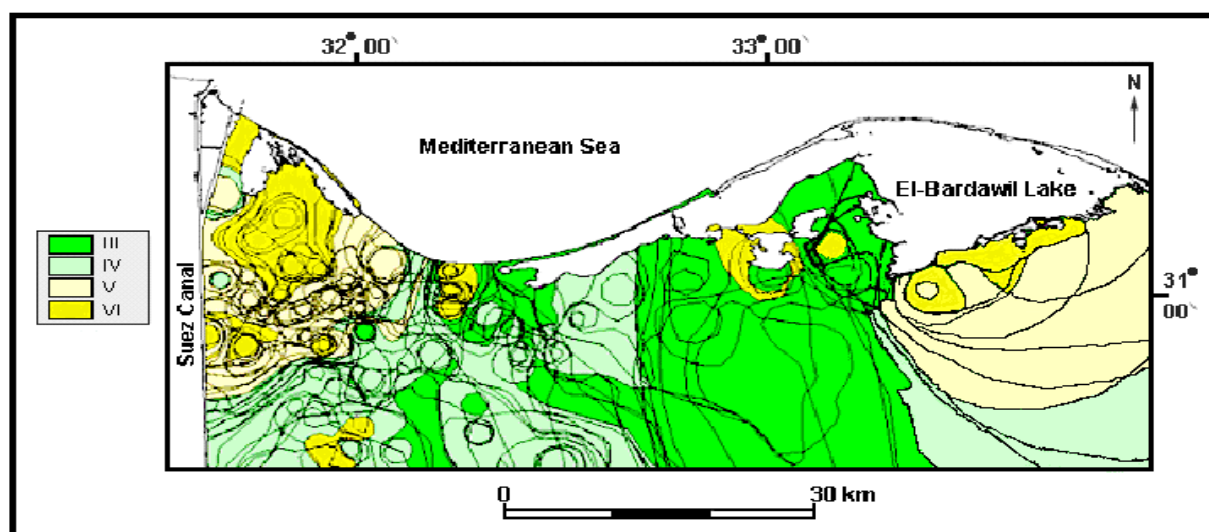 32° 00`
33° 00`
N
Mediterranean Sea
El-Bardawil Lake
III
IV
V
VI
Suez Canal
31°
00`
0 30 km